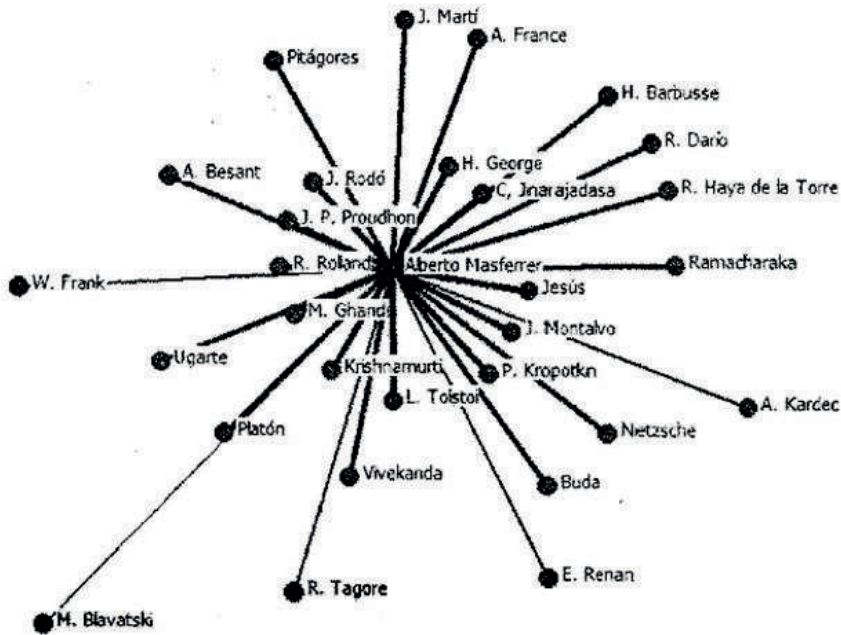 J. Martí
A. France
Pitágoras
H. Barbusse
R. Darío
H. George
A. Besant
J. Rodó
C, Jinarajadasa
R. Haya de la Torre
J. P. Proudhon
R. Rolland
Alberto Masferrer
Ramacharaka
W. Frank
Jesús
M. Ghandi
J. Montalvo
Ugarte
Krishnamurti
P. Kropotkn
L. Tolstoi
A. Kardec
Platón
Nietzsche
Vivekanda
Buda
E. Renan
R. Tagore
M. Blavatski